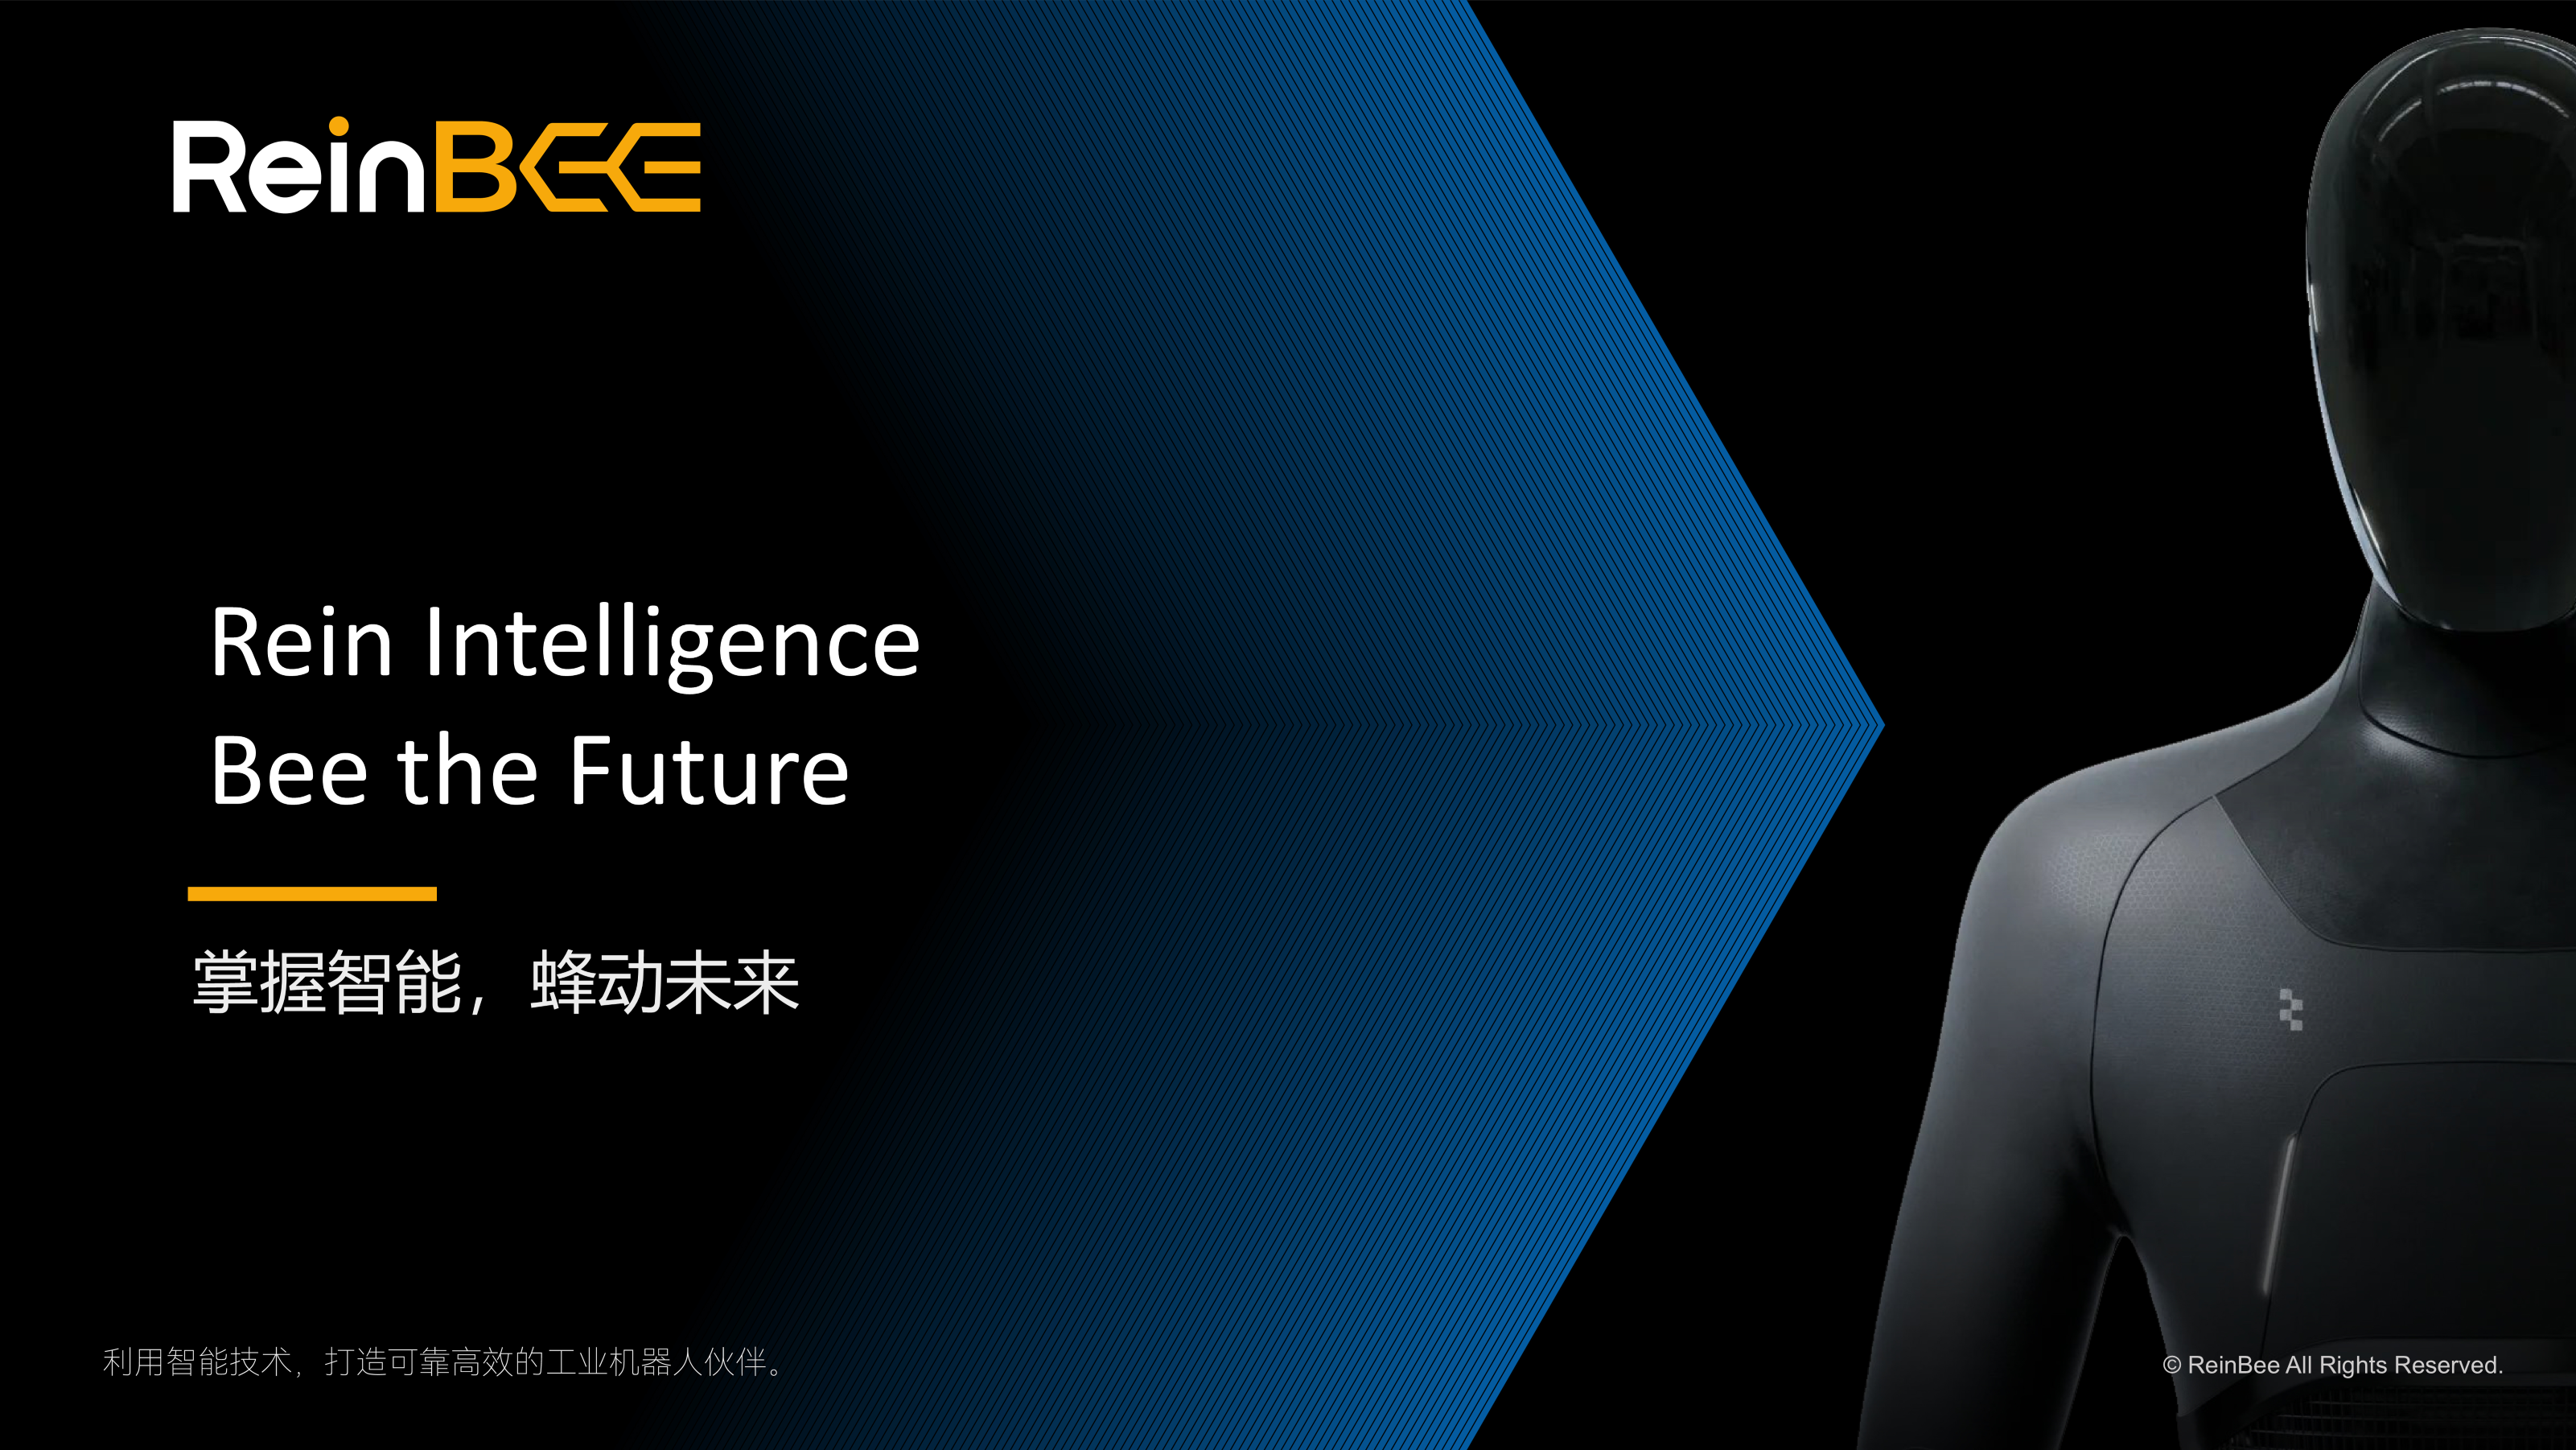 ReinBEE
Rein Intelligence
Bee the Future
掌握智能，蜂动未来
利用智能技术，打造可靠高效的工业机器人伙伴。
© ReinBee All Rights Reserved.